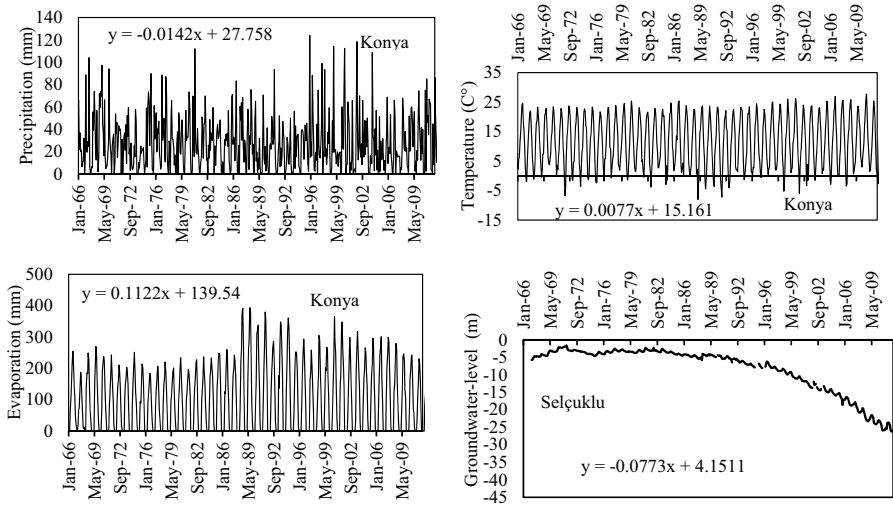 Precipitation (mm)
140
120
100
80
60
40
20
0
y = -0.0142x + 27.758
Konya
Jan-66
May-69
Sep-72
Jan-76
May-79
Sep-82
Jan-86
May-89
Sep-92
Jan-96
May-99
Sep-02
Jan-06
May-09
Jan-66
May-69
Sep-72
Jan-76
May-79
Sep-82
Jan-86
May-89
Sep-92
Jan-96
May-99
Sep-02
Jan-06
May-09
Temperature (C°)
35
25
15
5
-5
-15
y = 0.0077x + 15.161
Konya
Evaporation (mm)
500
400
300
200
100
0
y = 0.1122x + 139.54
Konya
Jan-66
May-69
Sep-72
Jan-76
May-79
Sep-82
Jan-86
May-89
Sep-92
Jan-96
May-99
Sep-02
Jan-06
May-09
Jan-66
May-69
Sep-72
Jan-76
May-79
Sep-82
Jan-86
May-89
Sep-92
Jan-96
May-99
Sep-02
Jan-06
May-09
Groundwater-level (m)
0
-5
-10
-15
-20
-25
-30
-35
-40
-45
Selçuklu
y = -0.0773x + 4.1511